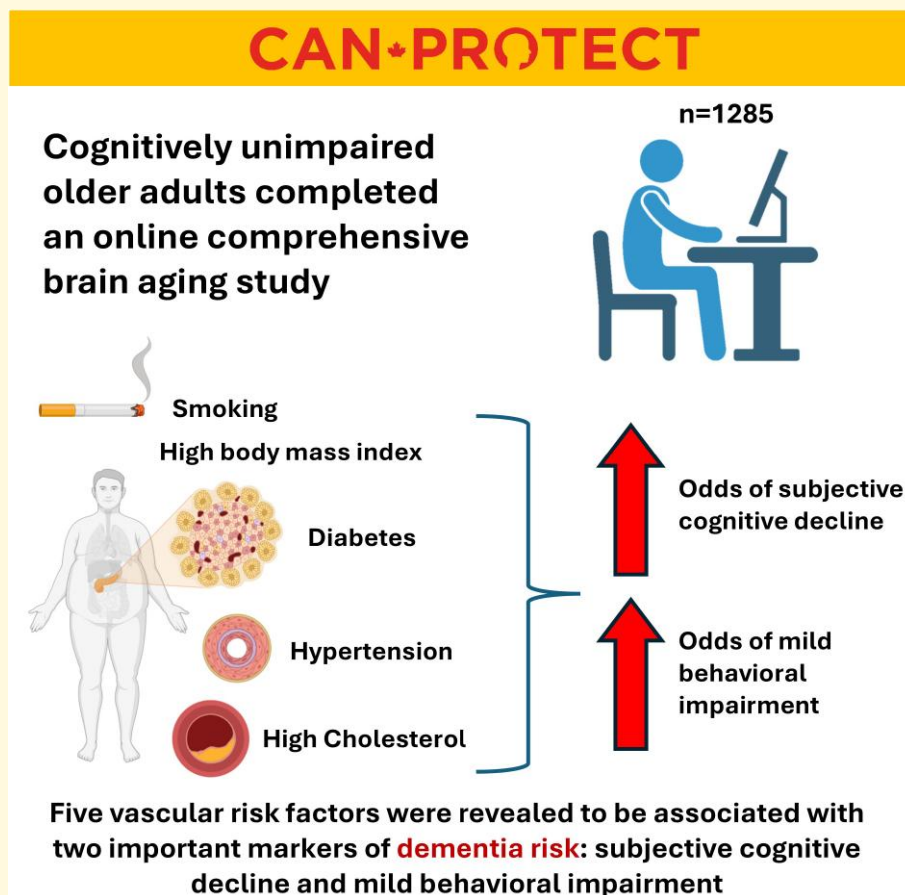 CAN PROTECT
n=1285
Cognitively unimpaired
older adults completed
an online comprehensive
brain aging study
Smoking
High body mass index
Diabetes
Hypertension
High Cholesterol
Odds of subjective
cognitive decline
Odds of mild
behavioral
impairment
Five vascular risk factors were revealed to be associated with
two important markers of dementia risk: subjective cognitive
decline and mild behavioral impairment